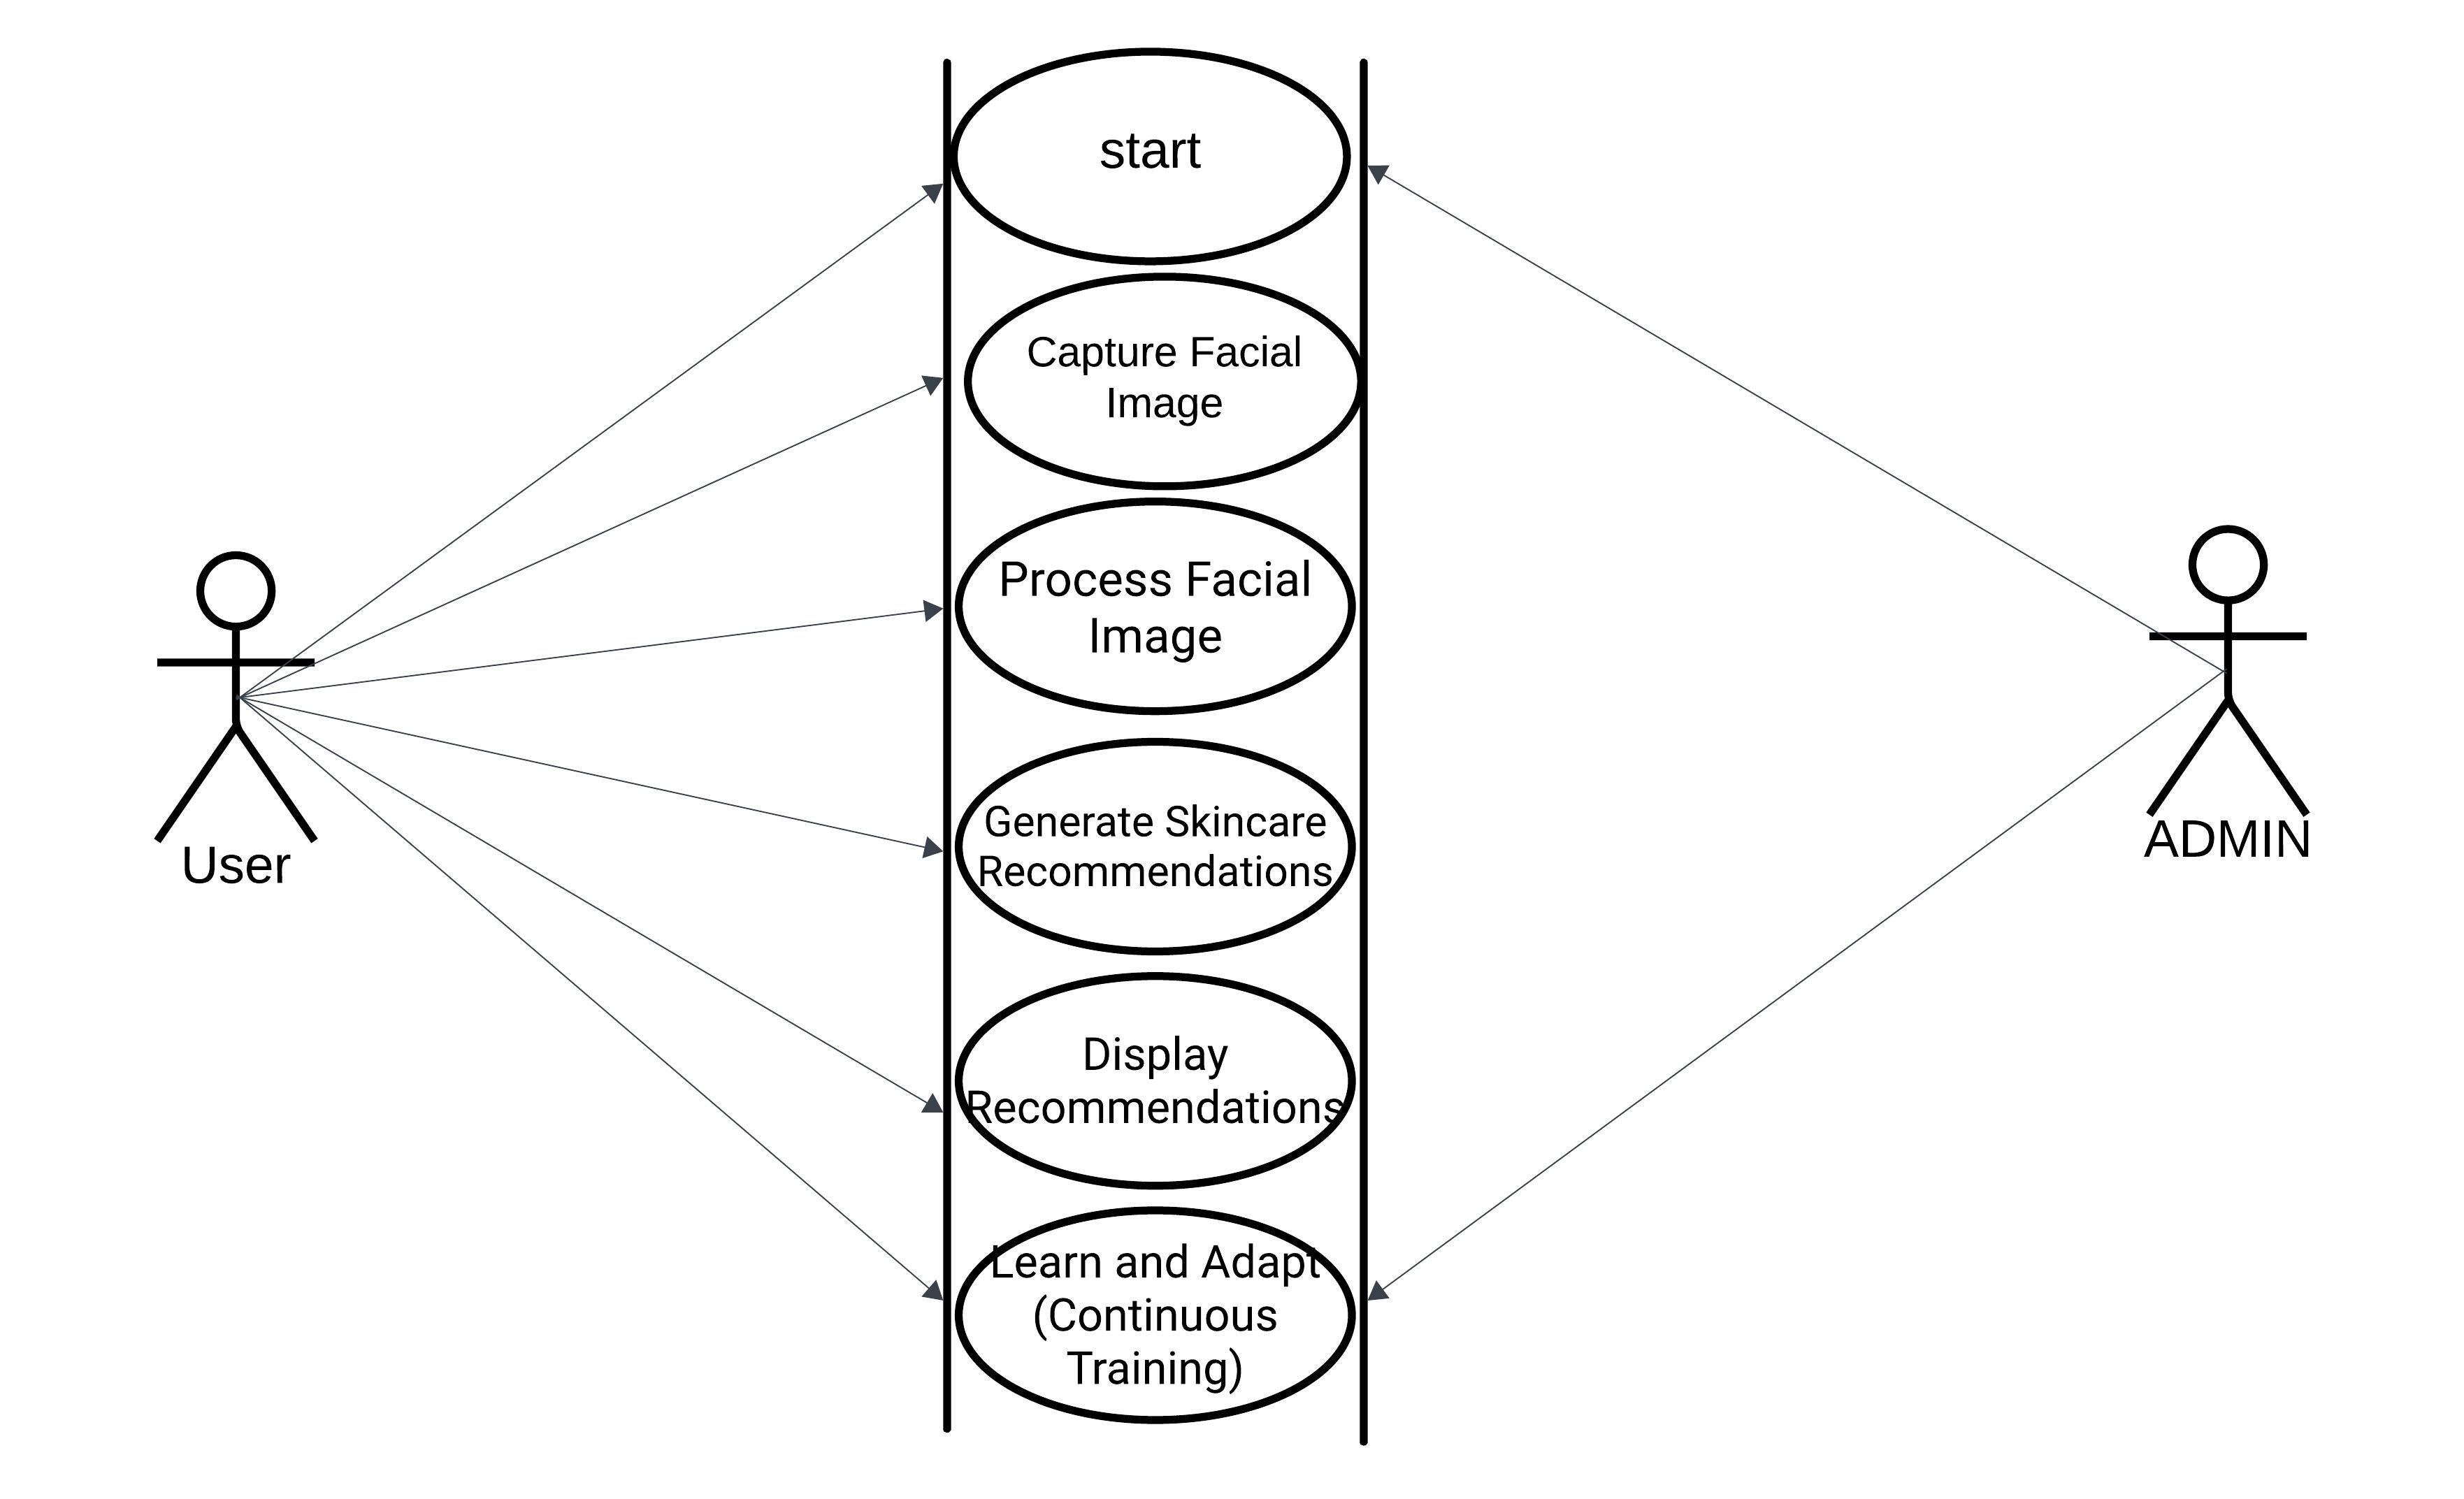 start
Capture Facial
Image
Process Facial
Image
Generate Skincare
Recommendations
Display
Recommendations
Learn and Adapt
(Continuous
Training)
User
ADMIN